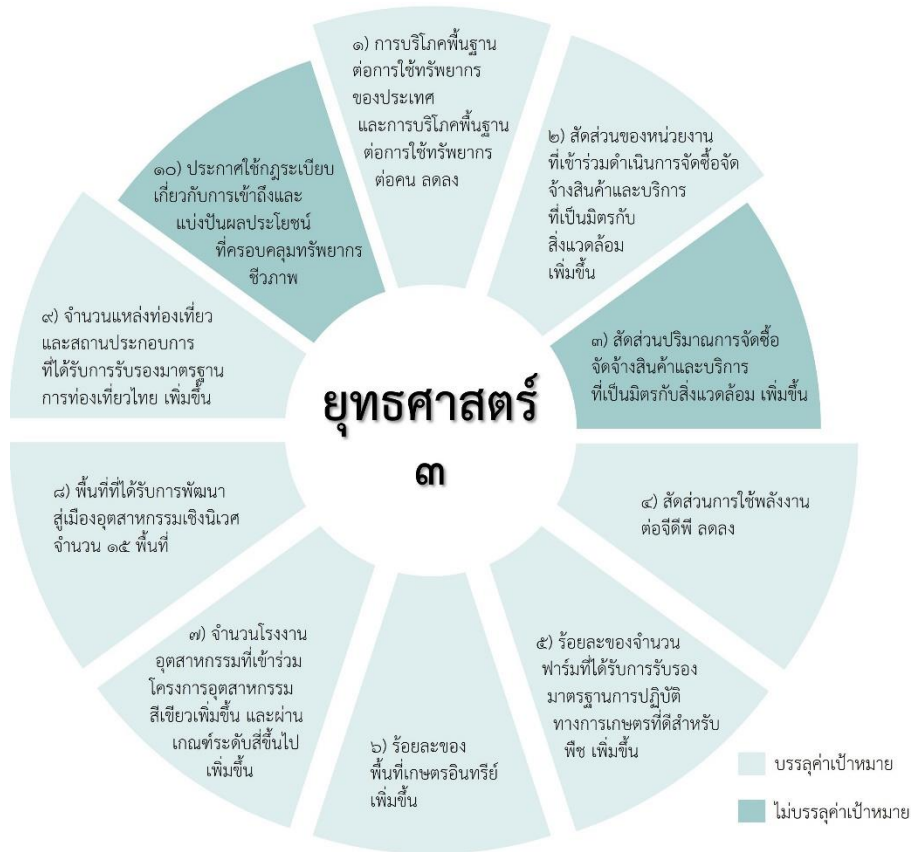 ๑) การบริโภคพื้นฐาน
ต่อการใช้ทรัพยากร
ของประเทศ
และการบริโภคพื้นฐาน
ต่อการใช้ทรัพยากร
ต่อคน ลดลง
๒) สัดส่วนของหน่วยงาน
ที่เข้าร่วมดำเนินการจัดซื้อจัด
จ้างสินค้าและบริการ
ที่เป็นมิตรกับ
สิ่งแวดล้อม
เพิ่มขึ้น
๓) สัดส่วนปริมาณการจัดซื้อ
จัดจ้างสินค้าและบริการ
ที่เป็นมิตรกับสิ่งแวดล้อม เพิ่มขึ้น
๔) สัดส่วนการใช้พลังงาน
ต่อจีดีพี ลดลง
๕) ร้อยละของจำนวน
ฟาร์มที่ได้รับการรับรอง
มาตรฐานการปฏิบัติ
ทางการเกษตรที่ดีสำหรับ
พืช เพิ่มขึ้น
๖) ร้อยละของ
พื้นที่เกษตรอินทรีย์
เพิ่มขึ้น
๗) จำนวนโรงงาน
อุตสาหกรรมที่เข้าร่วม
โครงการอุตสาหกรรม
สีเขียวเพิ่มขึ้น และผ่าน
เกณฑ์ระดับสี่ขึ้นไป
เพิ่มขึ้น
๘) พื้นที่ที่ได้รับการพัฒนา
สู่เมืองอุตสาหกรรมเชิงนิเวศ
จำนวน ๑๕ พื้นที่
๙) จำนวนแหล่งท่องเที่ยว
และสถานประกอบการ
ที่ได้รับการรับรองมาตรฐาน
การท่องเที่ยวไทย เพิ่มขึ้น
๑๐) ประกาศใช้กฎระเบียบ
เกี่ยวกับการเข้าถึงและ
แบ่งปันผลประโยชน์
ที่ครอบคลุมทรัพยากร
ชีวภาพ
ยุทธศาสตร์
๓
บรรลุค่าเป้าหมาย
ไม่บรรลุค่าเป้าหมาย